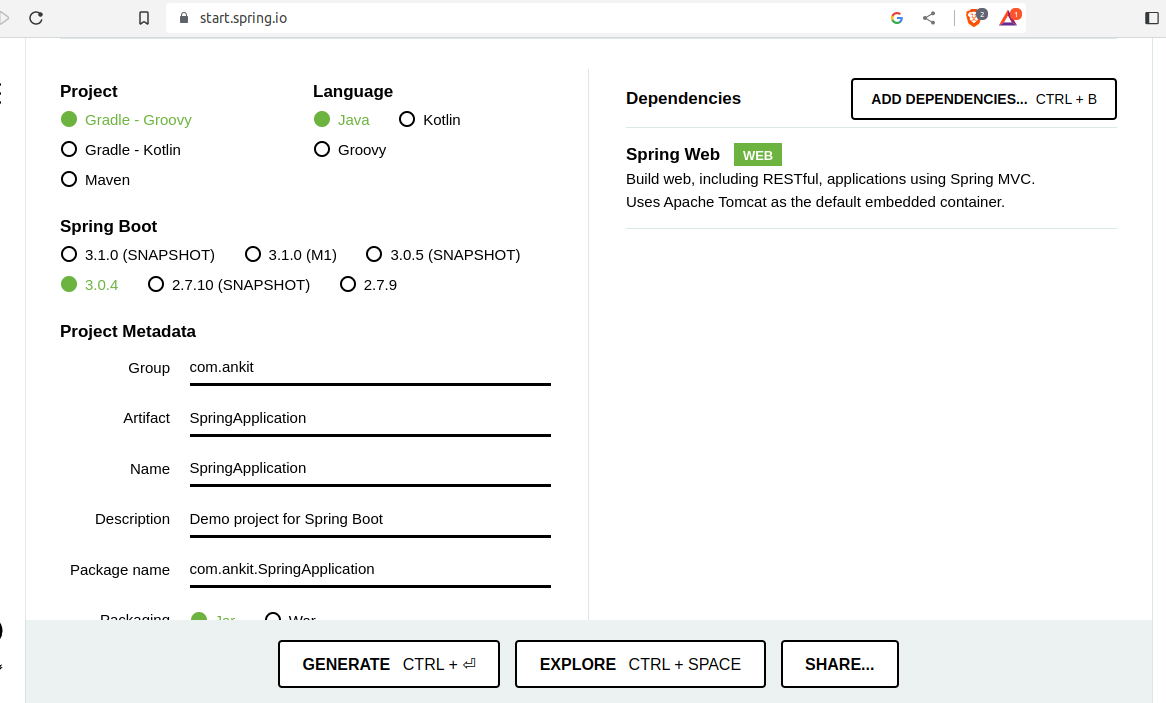 start.spring.io
2
1
Project
Gradle - Groovy
Gradle - Kotlin
Maven
Language
Java
Kotlin
Groovy
Spring Boot
3.1.0 (SNAPSHOT) 3.1.0 (M1) 3.0.5 (SNAPSHOT)
3.0.4 2.7.10 (SNAPSHOT) 2.7.9
Project Metadata
Group com.ankit
Artifact SpringApplication
Name SpringApplication
Description Demo project for Spring Boot
Package name com.ankit.SpringApplication
Packaging Jar War
Dependencies
ADD DEPENDENCIES... CTRL + B
Spring Web WEB
Build web, including RESTful, applications using Spring MVC.
Uses Apache Tomcat as the default embedded container.
GENERATE CTRL + ⏎
EXPLORE CTRL + SPACE
SHARE...